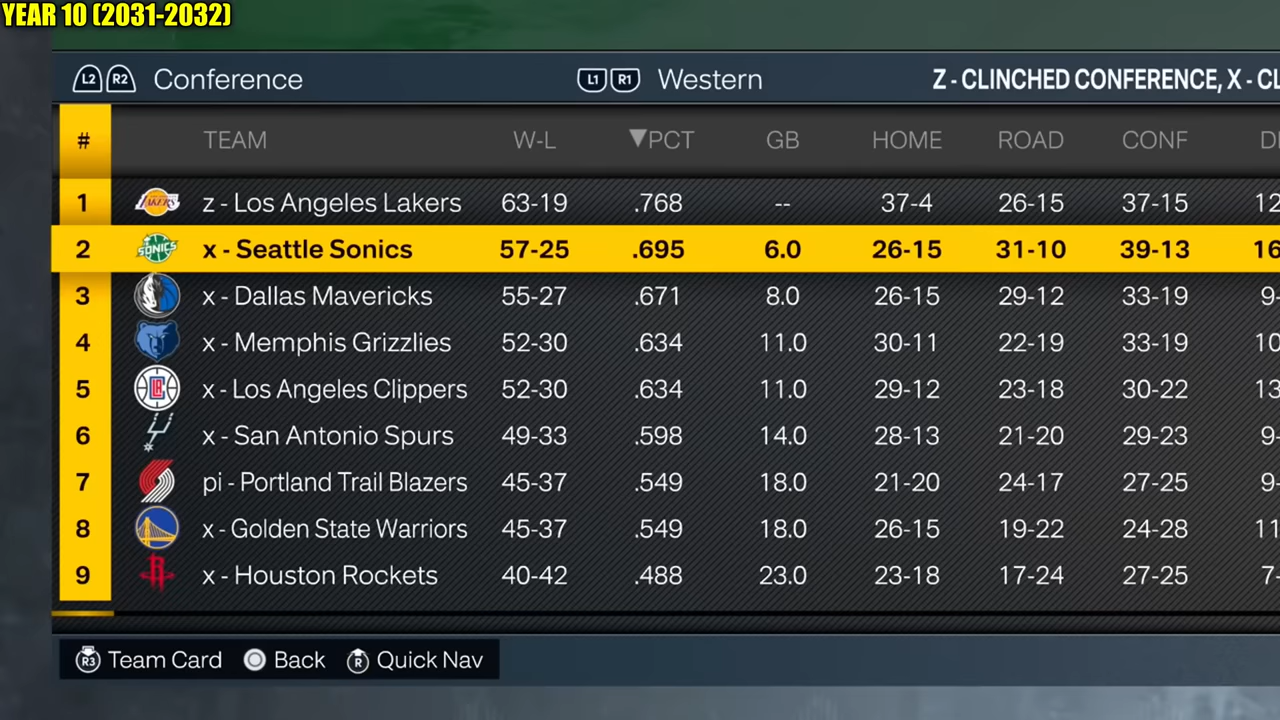 YEAR 10 (2031-2032)
L2 R2 Conference L1 R1 Western Z - CLINCHED CONFERENCE, X - CL
# TEAM W-L ▼PCT GB HOME ROAD CONF DI
1 z - Los Angeles Lakers 63-19 .768 -- 37-4 26-15 37-15 12
2 SONICS x - Seattle Sonics 57-25 .695 6.0 26-15 31-10 39-13 16
3 x - Dallas Mavericks 55-27 .671 8.0 26-15 29-12 33-19 9-
4 x - Memphis Grizzlies 52-30 .634 11.0 30-11 22-19 33-19 10
5 x - Los Angeles Clippers 52-30 .634 11.0 29-12 23-18 30-22 13
6 x - San Antonio Spurs 49-33 .598 14.0 28-13 21-20 29-23 9-
7 pi - Portland Trail Blazers 45-37 .549 18.0 21-20 24-17 27-25 9-
8 x - Golden State Warriors 45-37 .549 18.0 26-15 19-22 24-28 11
9 x - Houston Rockets 40-42 .488 23.0 23-18 17-24 27-25 7-
R3 Team Card Back R Quick Nav